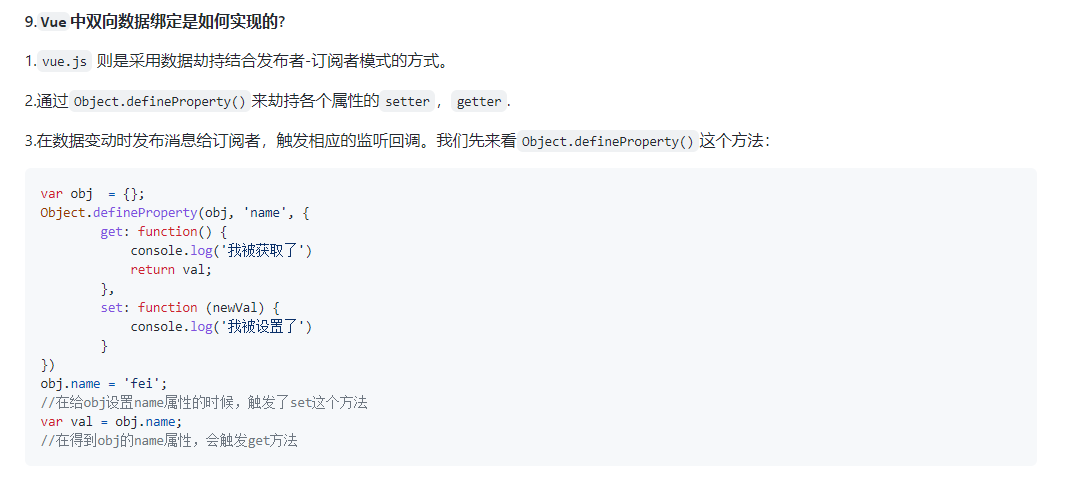 9. Vue 中双向数据绑定是如何实现的?
1. vue.js 则是采用数据劫持结合发布者-订阅者模式的方式。
2.通过 Object.defineProperty() 来劫持各个属性的 setter , getter .
3.在数据变动时发布消息给订阅者，触发相应的监听回调。我们先来看 Object.defineProperty() 这个方法：
var obj  = {};
Object.defineProperty(obj, 'name', {
        get: function() {
            console.log('我被获取了')
            return val;
        },
        set: function (newVal) {
            console.log('我被设置了')
        }
})
obj.name = 'fei';
//在给obj设置name属性的时候，触发了set这个方法
var val = obj.name;
//在得到obj的name属性，会触发get方法